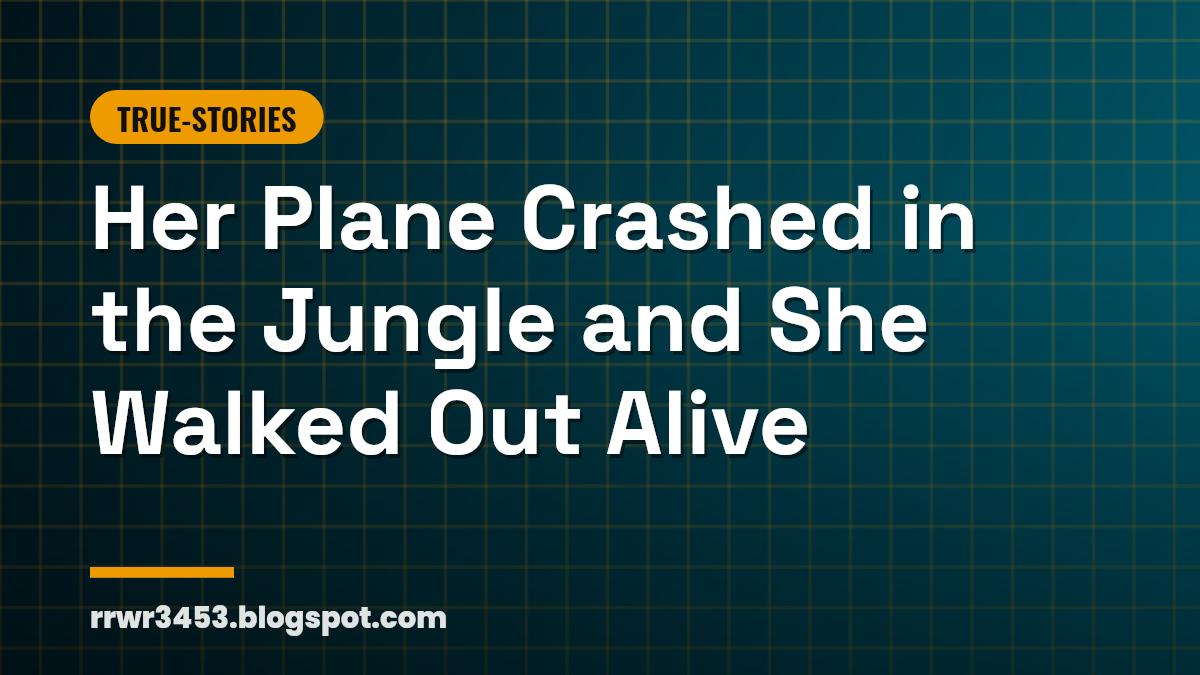 TRUE-STORIES
Her Plane Crashed in
the Jungle and She
Walked Out Alive
rrwr3453.blogspot.com